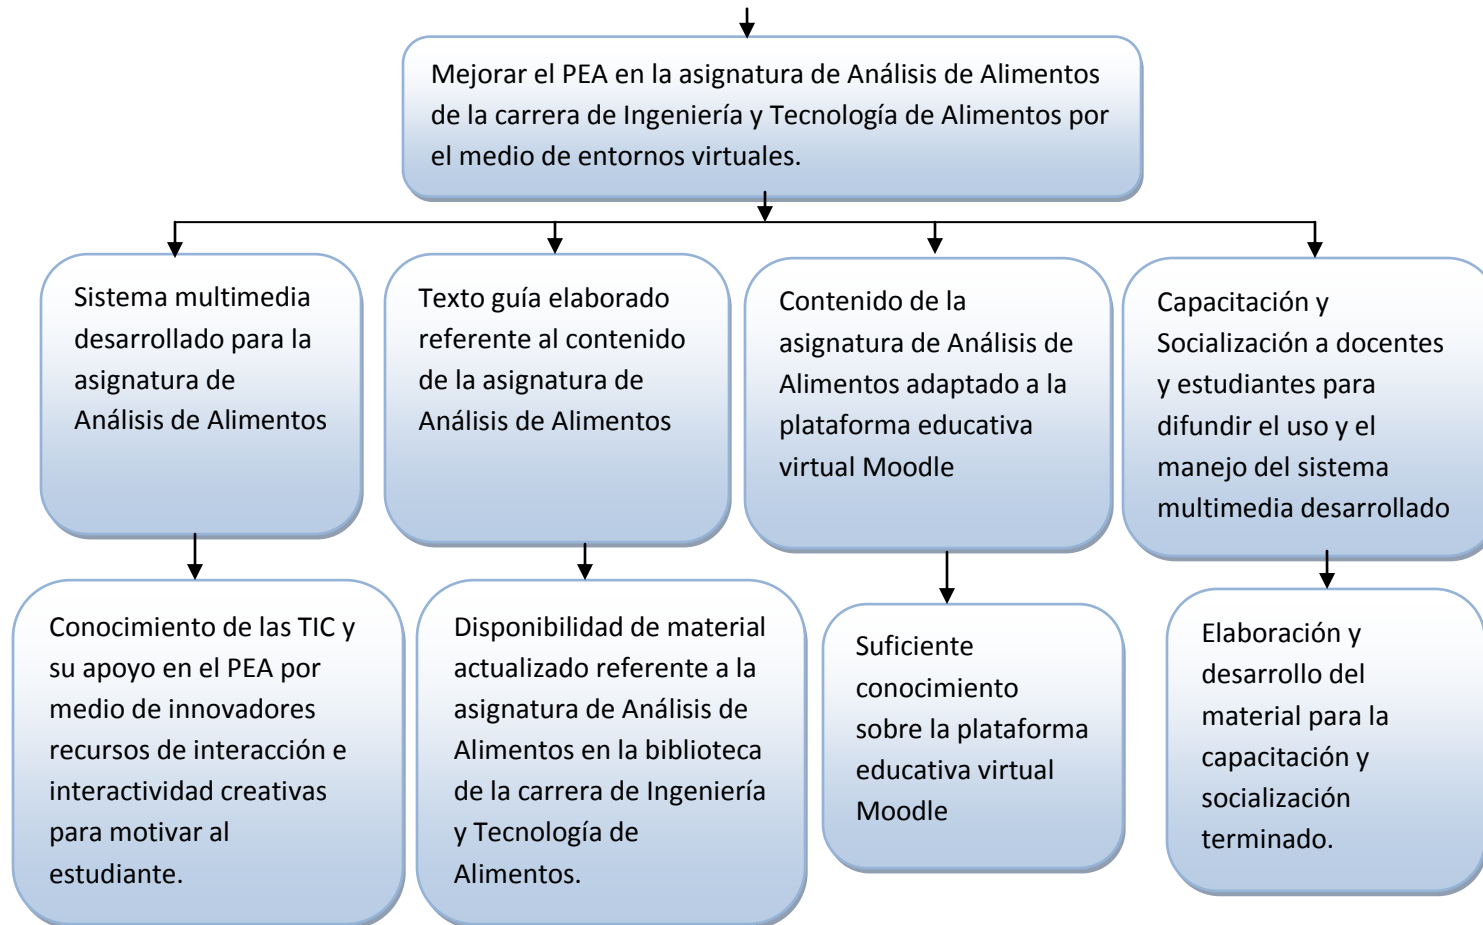 Mejorar el PEA en la asignatura de Análisis de Alimentos
de la carrera de Ingeniería y Tecnología de Alimentos por
el medio de entornos virtuales.
Sistema multimedia
desarrollado para la
asignatura de
Análisis de Alimentos
Texto guía elaborado
referente al contenido
de la asignatura de
Análisis de Alimentos
Contenido de la
asignatura de Análisis de
Alimentos adaptado a la
plataforma educativa
virtual Moodle
Capacitación y
Socialización a docentes
y estudiantes para
difundir el uso y el
manejo del sistema
multimedia desarrollado
Conocimiento de las TIC y
su apoyo en el PEA por
medio de innovadores
recursos de interacción e
interactividad creativas
para motivar al
estudiante.
Disponibilidad de material
actualizado referente a la
asignatura de Análisis de
Alimentos en la biblioteca
de la carrera de Ingeniería
y Tecnología de
Alimentos.
Suficiente
conocimiento
sobre la plataforma
educativa virtual
Moodle
Elaboración y
desarrollo del
material para la
capacitación y
socialización
terminado.